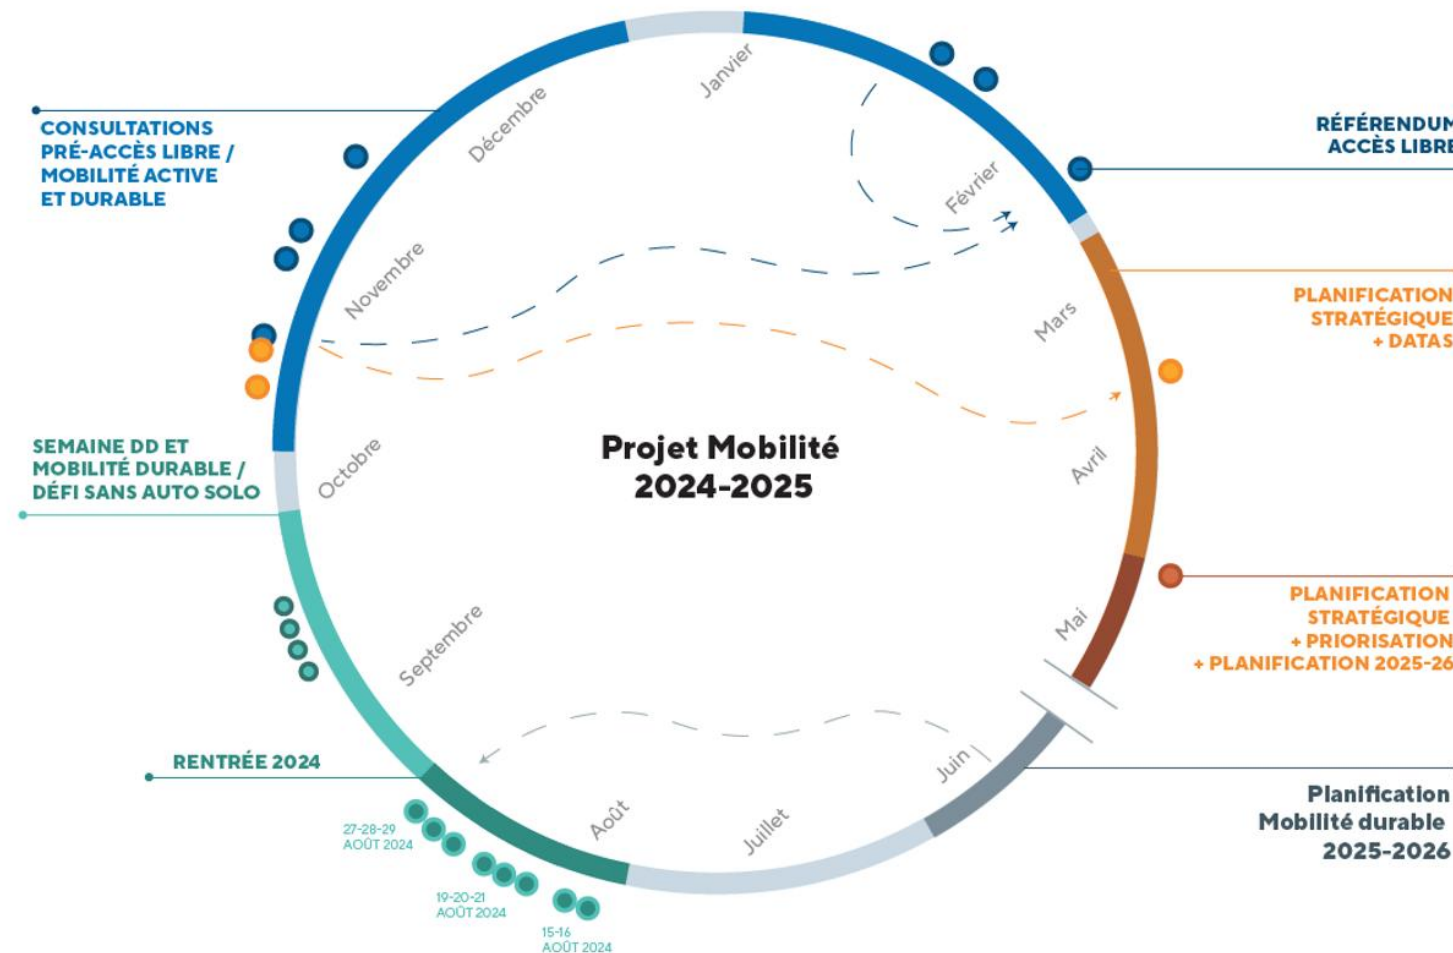 Janvier
Décembre
Février
Novembre
Mars
Octobre
Avril
Septembre
Mai
Août
Juillet
Juin
CONSULTATIONS
PRÉ-ACCÈS LIBRE /
MOBILITÉ ACTIVE
ET DURABLE
RÉFÉRENDUM
ACCÈS LIBRE
PLANIFICATION
STRATÉGIQUE
+ DATAS
SEMAINE DD ET
MOBILITÉ DURABLE /
DÉFI SANS AUTO SOLO
Projet Mobilité
2024-2025
PLANIFICATION
STRATÉGIQUE
+ PRIORISATION
+ PLANIFICATION 2025-26
RENTRÉE 2024
Planification
Mobilité durable
2025-2026
27-28-29
AOÛT 2024
19-20-21
AOÛT 2024
15-16
AOÛT 2024